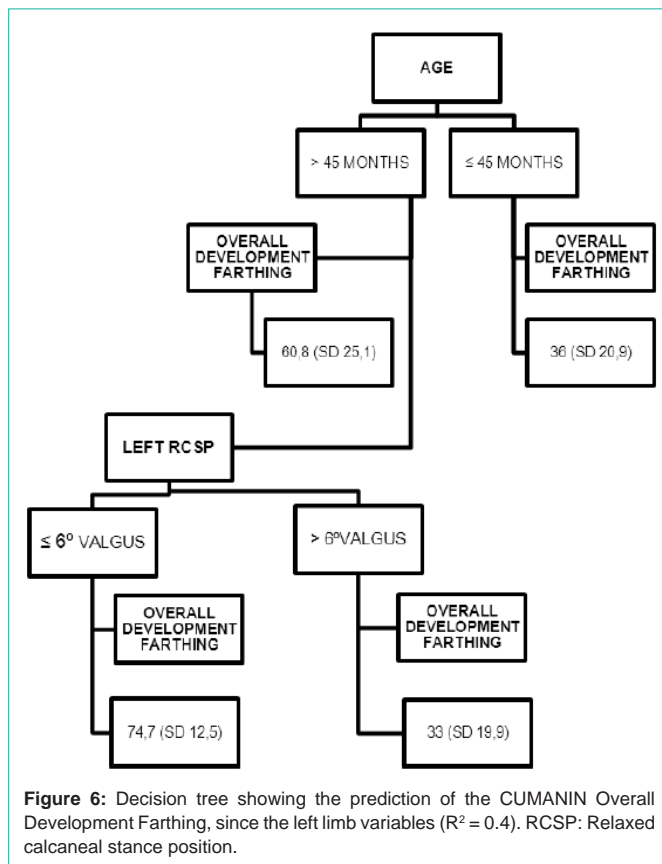 AGE
> 45 MONTHS
≤ 45 MONTHS
OVERALL
DEVELOPMENT
FARTHING
OVERALL
DEVELOPMENT
FARTHING
60,8 (SD 25,1)
36 (SD 20,9)
LEFT RCSP
≤ 6º VALGUS
> 6ºVALGUS
OVERALL
DEVELOPMENT
FARTHING
OVERALL
DEVELOPMENT
FARTHING
74,7 (SD 12,5)
33 (SD 19,9)
Figure 6: Decision tree showing the prediction of the CUMANIN Overall
Development Farthing, since the left limb variables (R² = 0.4). RCSP: Relaxed
calcaneal stance position.